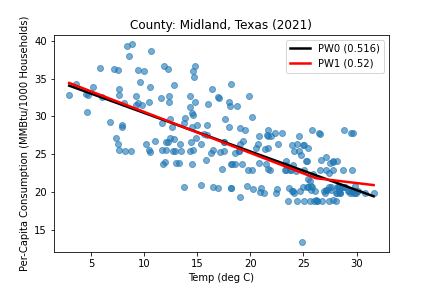 County: Midland, Texas (2021)
PW0 (0.516)
PW1 (0.52)
Per-Capita Consumption (MMBtu/1000 Households)
40
35
30
25
20
15
5 10 15 20 25 30
Temp (deg C)